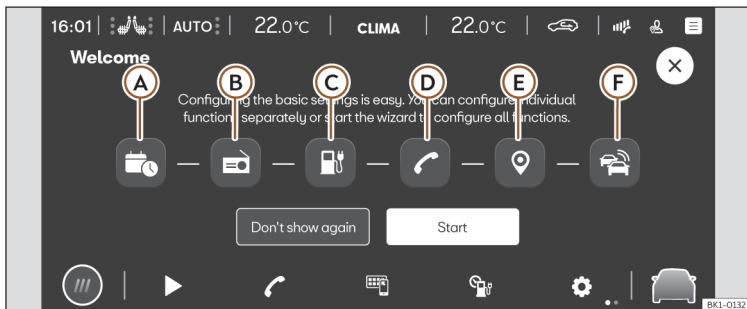 16:01 AUTO 22.0°C CLIMA 22.0°C
Welcome
A B C D E F
Configuring the basic settings is easy. You can configure individual
functions separately or start the wizard to configure all functions.
Don't show again Start
BK1-0132